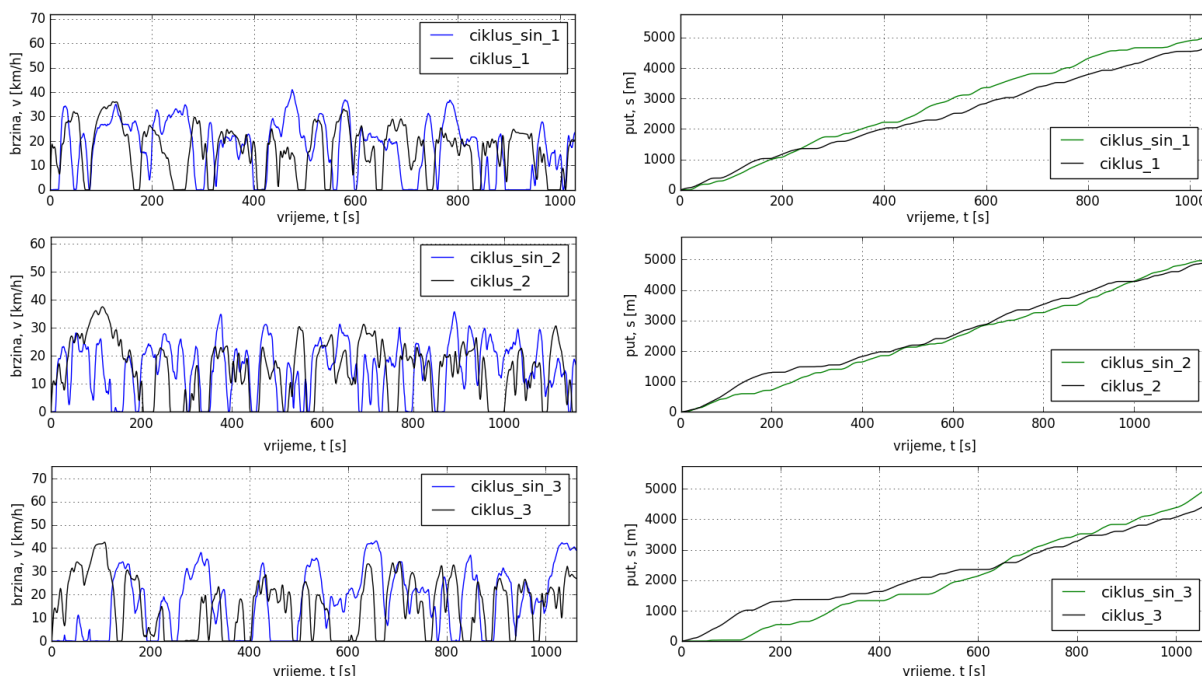 brzina, v [km/h]
70
60
50
40
30
20
10
0
0 200 400 600 800 1000
vrijeme, t [s]
ciklus_sin_1
ciklus_1
put, s [m]
5000
4000
3000
2000
1000
0
0 200 400 600 800 1000
vrijeme, t [s]
ciklus_sin_1
ciklus_1
brzina, v [km/h]
60
50
40
30
20
10
0
0 200 400 600 800 1000
vrijeme, t [s]
ciklus_sin_2
ciklus_2
put, s [m]
5000
4000
3000
2000
1000
0
0 200 400 600 800 1000
vrijeme, t [s]
ciklus_sin_2
ciklus_2
brzina, v [km/h]
70
60
50
40
30
20
10
0
0 200 400 600 800 1000
vrijeme, t [s]
ciklus_sin_3
ciklus_3
put, s [m]
5000
4000
3000
2000
1000
0
0 200 400 600 800 1000
vrijeme, t [s]
ciklus_sin_3
ciklus_3